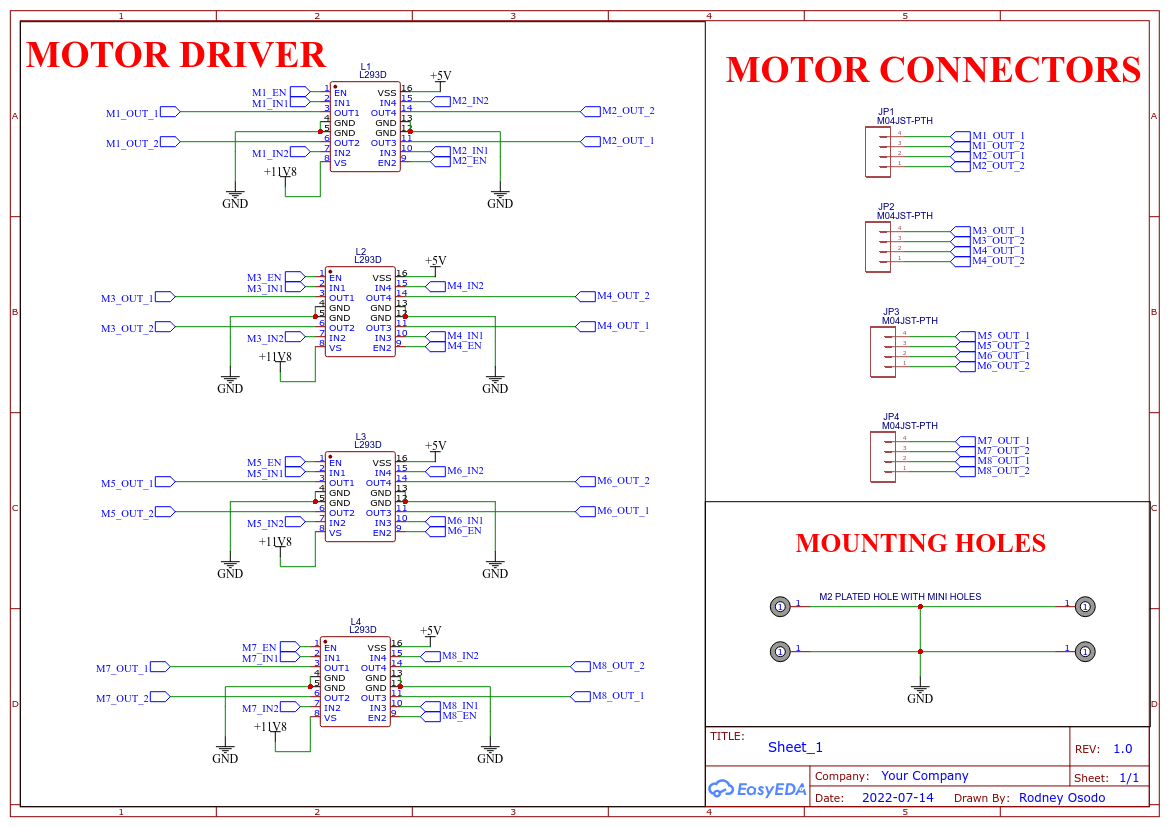 1 2 3 4 5
MOTOR DRIVER
L1
L293D
+5V
M1_EN 1 EN VSS 16
M1_IN1 2 IN1 IN4 15 M2_IN2
M1_OUT_1 3 OUT1 OUT4 14 M2_OUT_2
4 GND GND 13
5 GND GND 12
M1_OUT_2 6 OUT2 OUT3 11 M2_OUT_1
M1_IN2 7 IN2 IN3 10 M2_IN1
8 VS EN2 9 M2_EN
+11V8
GND GND
L2
L293D
+5V
M3_EN 1 EN VSS 16
M3_IN1 2 IN1 IN4 15 M4_IN2
M3_OUT_1 3 OUT1 OUT4 14 M4_OUT_2
4 GND GND 13
5 GND GND 12
M3_OUT_2 6 OUT2 OUT3 11 M4_OUT_1
M3_IN2 7 IN2 IN3 10 M4_IN1
8 VS EN2 9 M4_EN
+11V8
GND GND
L3
L293D
+5V
M5_EN 1 EN VSS 16
M5_IN1 2 IN1 IN4 15 M6_IN2
M5_OUT_1 3 OUT1 OUT4 14 M6_OUT_2
4 GND GND 13
5 GND GND 12
M5_OUT_2 6 OUT2 OUT3 11 M6_OUT_1
M5_IN2 7 IN2 IN3 10 M6_IN1
8 VS EN2 9 M6_EN
+11V8
GND GND
L4
L293D
+5V
M7_EN 1 EN VSS 16
M7_IN1 2 IN1 IN4 15 M8_IN2
M7_OUT_1 3 OUT1 OUT4 14 M8_OUT_2
4 GND GND 13
5 GND GND 12
M7_OUT_2 6 OUT2 OUT3 11 M8_OUT_1
M7_IN2 7 IN2 IN3 10 M8_IN1
8 VS EN2 9 M8_EN
+11V8
GND GND
MOTOR CONNECTORS
JP1
M04JST-PTH
4 M1_OUT_1
3 M1_OUT_2
2 M2_OUT_1
1 M2_OUT_2
JP2
M04JST-PTH
4 M3_OUT_1
3 M3_OUT_2
2 M4_OUT_1
1 M4_OUT_2
JP3
M04JST-PTH
4 M5_OUT_1
3 M5_OUT_2
2 M6_OUT_1
1 M6_OUT_2
JP4
M04JST-PTH
4 M7_OUT_1
3 M7_OUT_2
2 M8_OUT_1
1 M8_OUT_2
MOUNTING HOLES
M2 PLATED HOLE WITH MINI HOLES
1 1 1 1
1 1 1 1
GND
TITLE:
Sheet_1
REV: 1.0
EasyEDA
Company: Your Company
Sheet: 1/1
Date: 2022-07-14 Drawn By: Rodney Osodo
A A
B B
C C
D D
1 2 3 4 5